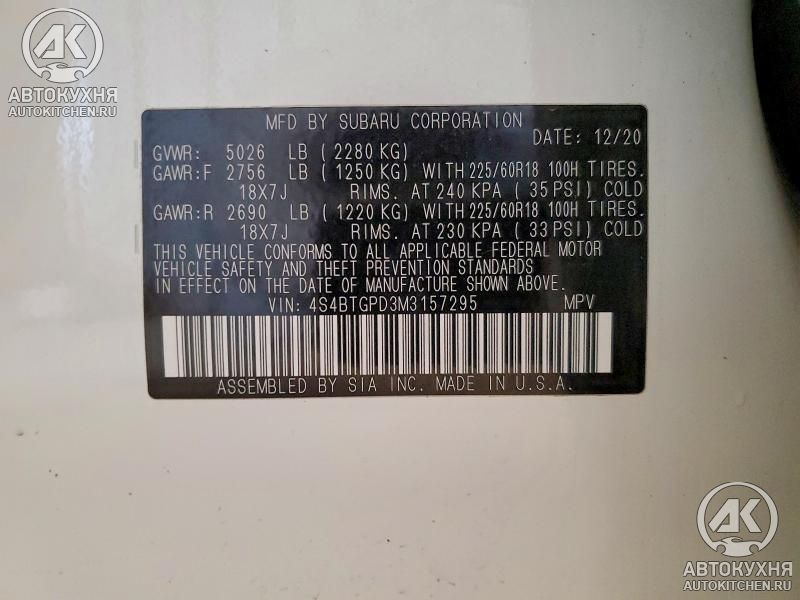 AK
АВТОКУХНЯ
AUTOKITCHEN.RU
MFD BY SUBARU CORPORATION
DATE: 12/20
GVWR: 5026 LB ( 2280 KG)
GAWR:F 2756 LB ( 1250 KG) WITH 225/60R18 100H TIRES.
18X7J RIMS. AT 240 KPA ( 35 PSI) COLD
GAWR:R 2690 LB ( 1220 KG) WITH 225/60R18 100H TIRES.
18X7J RIMS. AT 230 KPA ( 33 PSI) COLD
THIS VEHICLE CONFORMS TO ALL APPLICABLE FEDERAL MOTOR
VEHICLE SAFETY AND THEFT PREVENTION STANDARDS
IN EFFECT ON THE DATE OF MANUFACTURE SHOWN ABOVE.
VIN: 4S4BTGPD3M3157295 MPV
ASSEMBLED BY SIA INC. MADE IN U.S.A.
AK
АВТОКУХНЯ
AUTOKITCHEN.RU